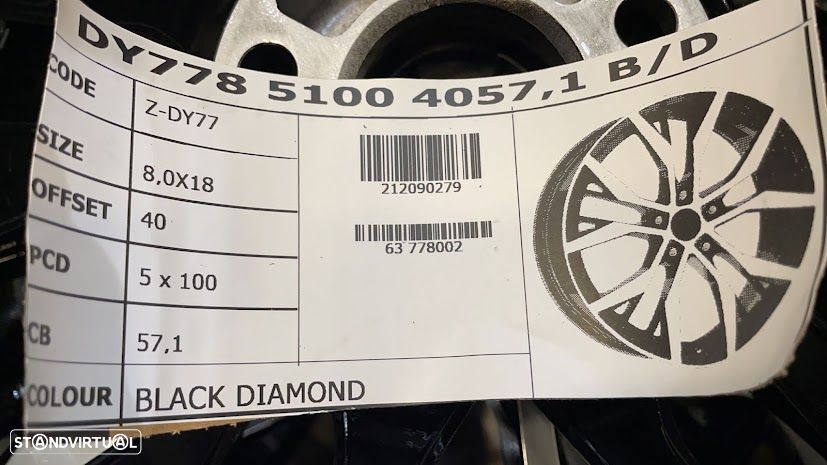 DY778 5100 4057,1 B/D
CODE Z-DY77
SIZE 8,0X18
OFFSET 40
PCD 5 x 100
CB 57,1
COLOUR BLACK DIAMOND
212090279
63 778002
STANDVIRTUAL